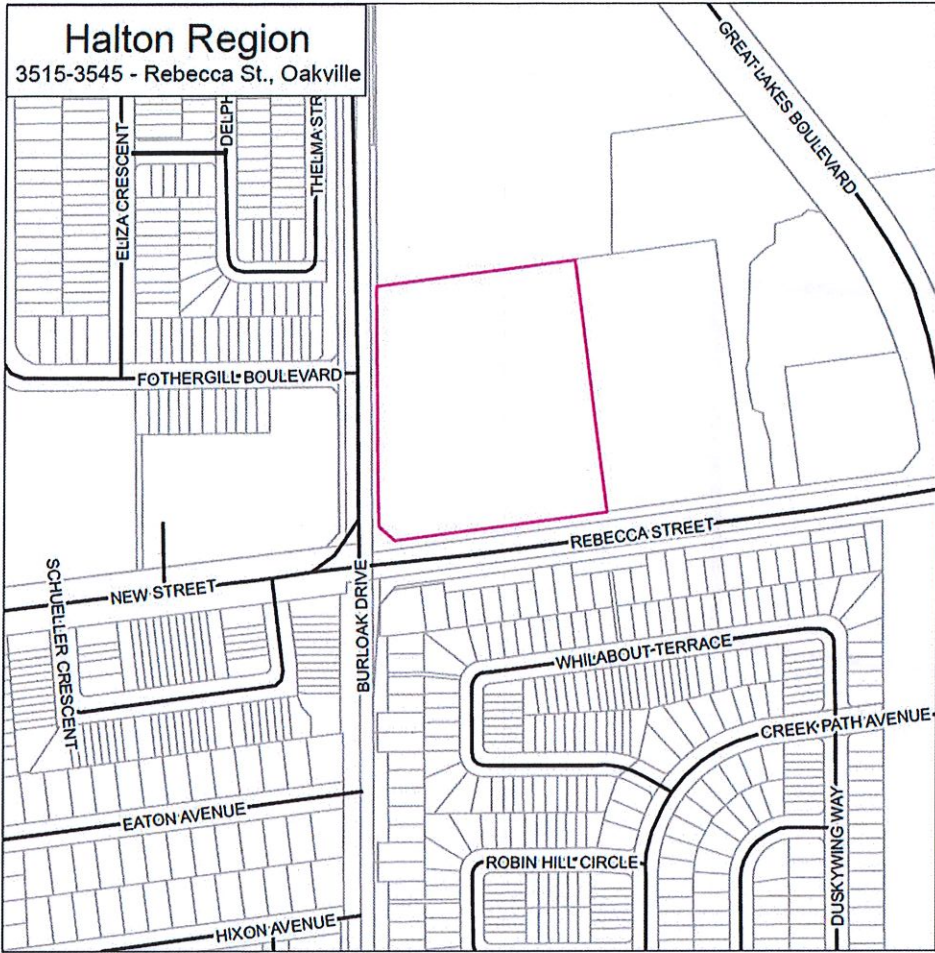 Halton Region
3515-3545 - Rebecca St., Oakville
GREAT LAKES BOULEVARD
ELIZA CRESCENT
DELPH
THELMA STR
FOTHERGILL BOULEVARD
REBECCA STREET
NEW STREET
SCHUELLER CRESCENT
BURLOAK DRIVE
WHILABOUT TERRACE
CREEK PATH AVENUE
EATON AVENUE
ROBIN HILL CIRCLE
DUSKYWING WAY
HIXON AVENUE